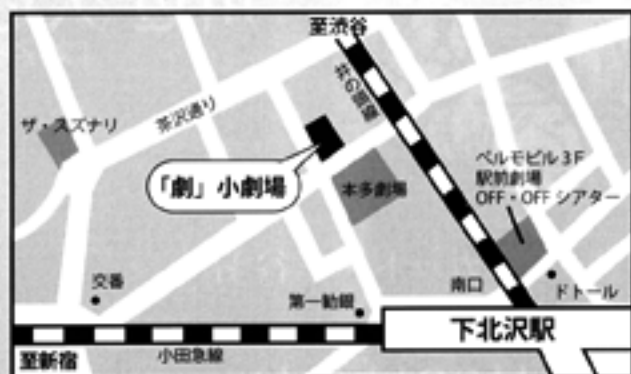 至渋谷
井の頭線
茶沢通り
ザ・スズナリ
「劇」小劇場
本多劇場
ベルモビル3F
駅前劇場
OFF・OFFシアター
交番
第一勧銀
南口
ドトール
下北沢駅
小田急線
至新宿